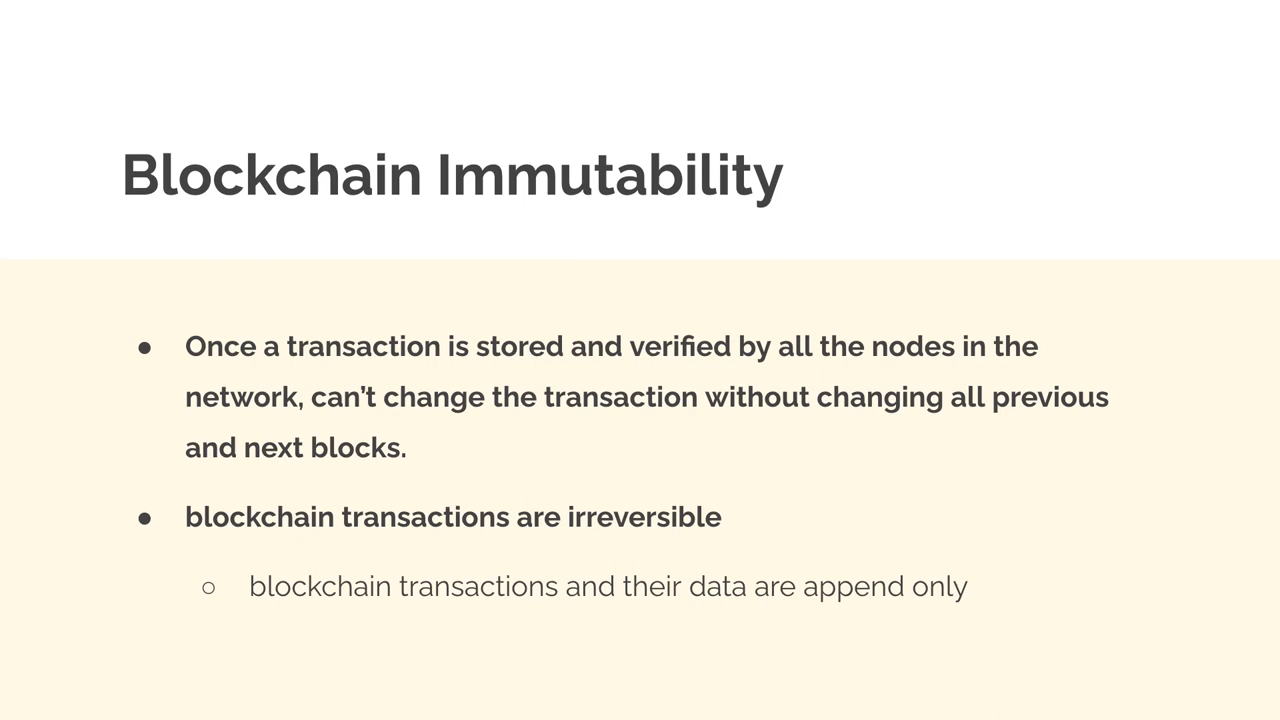 Blockchain Immutability
● Once a transaction is stored and verified by all the nodes in the
network, can’t change the transaction without changing all previous
and next blocks.
● blockchain transactions are irreversible
○ blockchain transactions and their data are append only